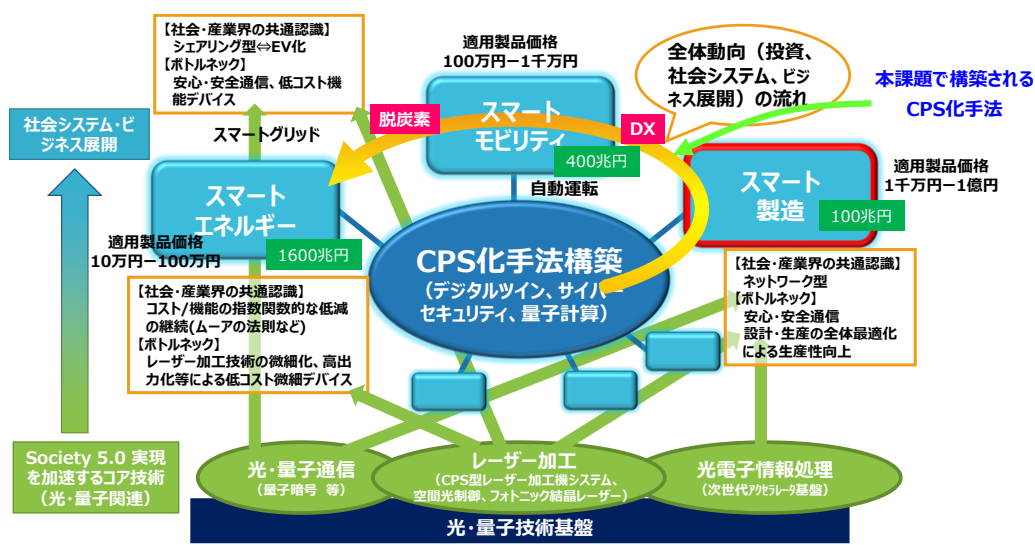 【社会・産業界の共通認識】
シェアリング型⇔EV化
【ボトルネック】
安心・安全通信、低コスト機
能デバイス
適用製品価格
100万円ー1千万円
全体動向（投資、
社会システム、ビジ
ネス展開）の流れ
本課題で構築される
CPS化手法
社会システム・ビ
ジネス展開
スマートグリッド
脱炭素
スマート
モビリティ
DX
400兆円
自動運転
スマート
エネルギー
1600兆円
適用製品価格
10万円ー100万円
スマート
製造
100兆円
適用製品価格
1千万円ー1億円
CPS化手法構築
（デジタルツイン、サイバー
セキュリティ、量子計算）
【社会・産業界の共通認識】
コスト/機能の指数関数的な低減
の継続(ムーアの法則など)
【ボトルネック】
レーザー加工技術の微細化、高出
力化等による低コスト微細デバイス
【社会・産業界の共通認識】
ネットワーク型
【ボトルネック】
安心・安全通信
設計・生産の全体最適化
による生産性向上
Society 5.0 実現
を加速するコア技術
（光・量子関連）
光・量子通信
（量子暗号 等）
レーザー加工
（CPS型レーザー加工機システム、
空間光制御、フォトニック結晶レーザー）
光電子情報処理
（次世代アクセラレータ基盤）
光・量子技術基盤